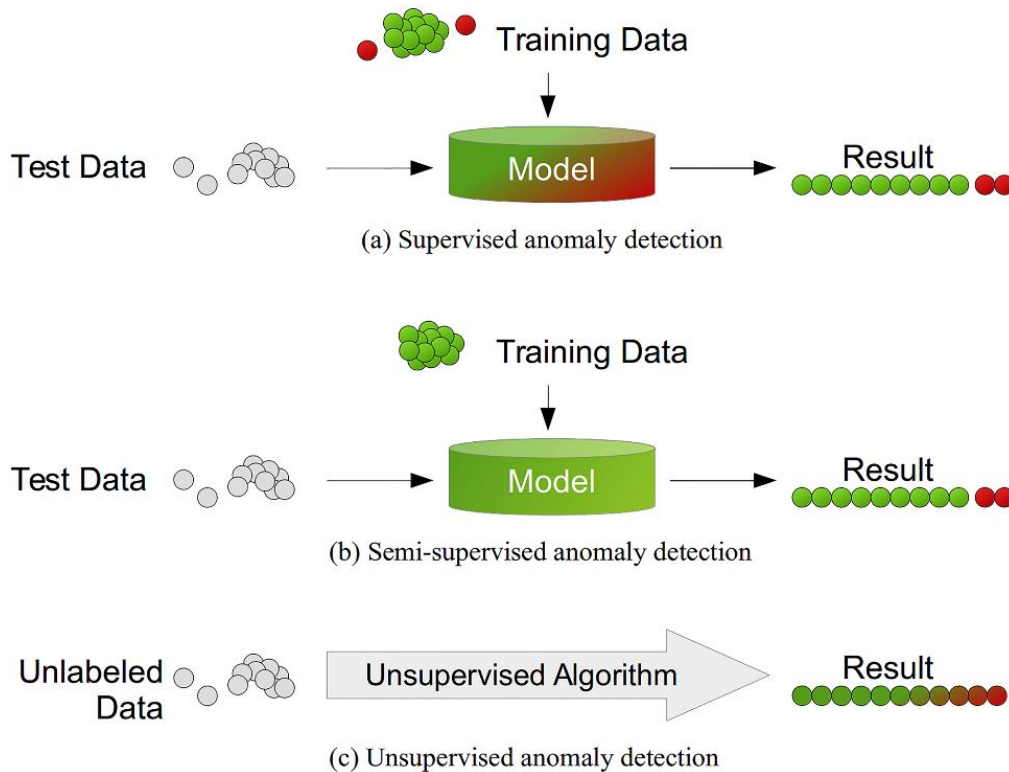 Training Data
Test Data
Model
Result
(a) Supervised anomaly detection
Training Data
Test Data
Model
Result
(b) Semi-supervised anomaly detection
Unlabeled
Data
Unsupervised Algorithm
Result
(c) Unsupervised anomaly detection